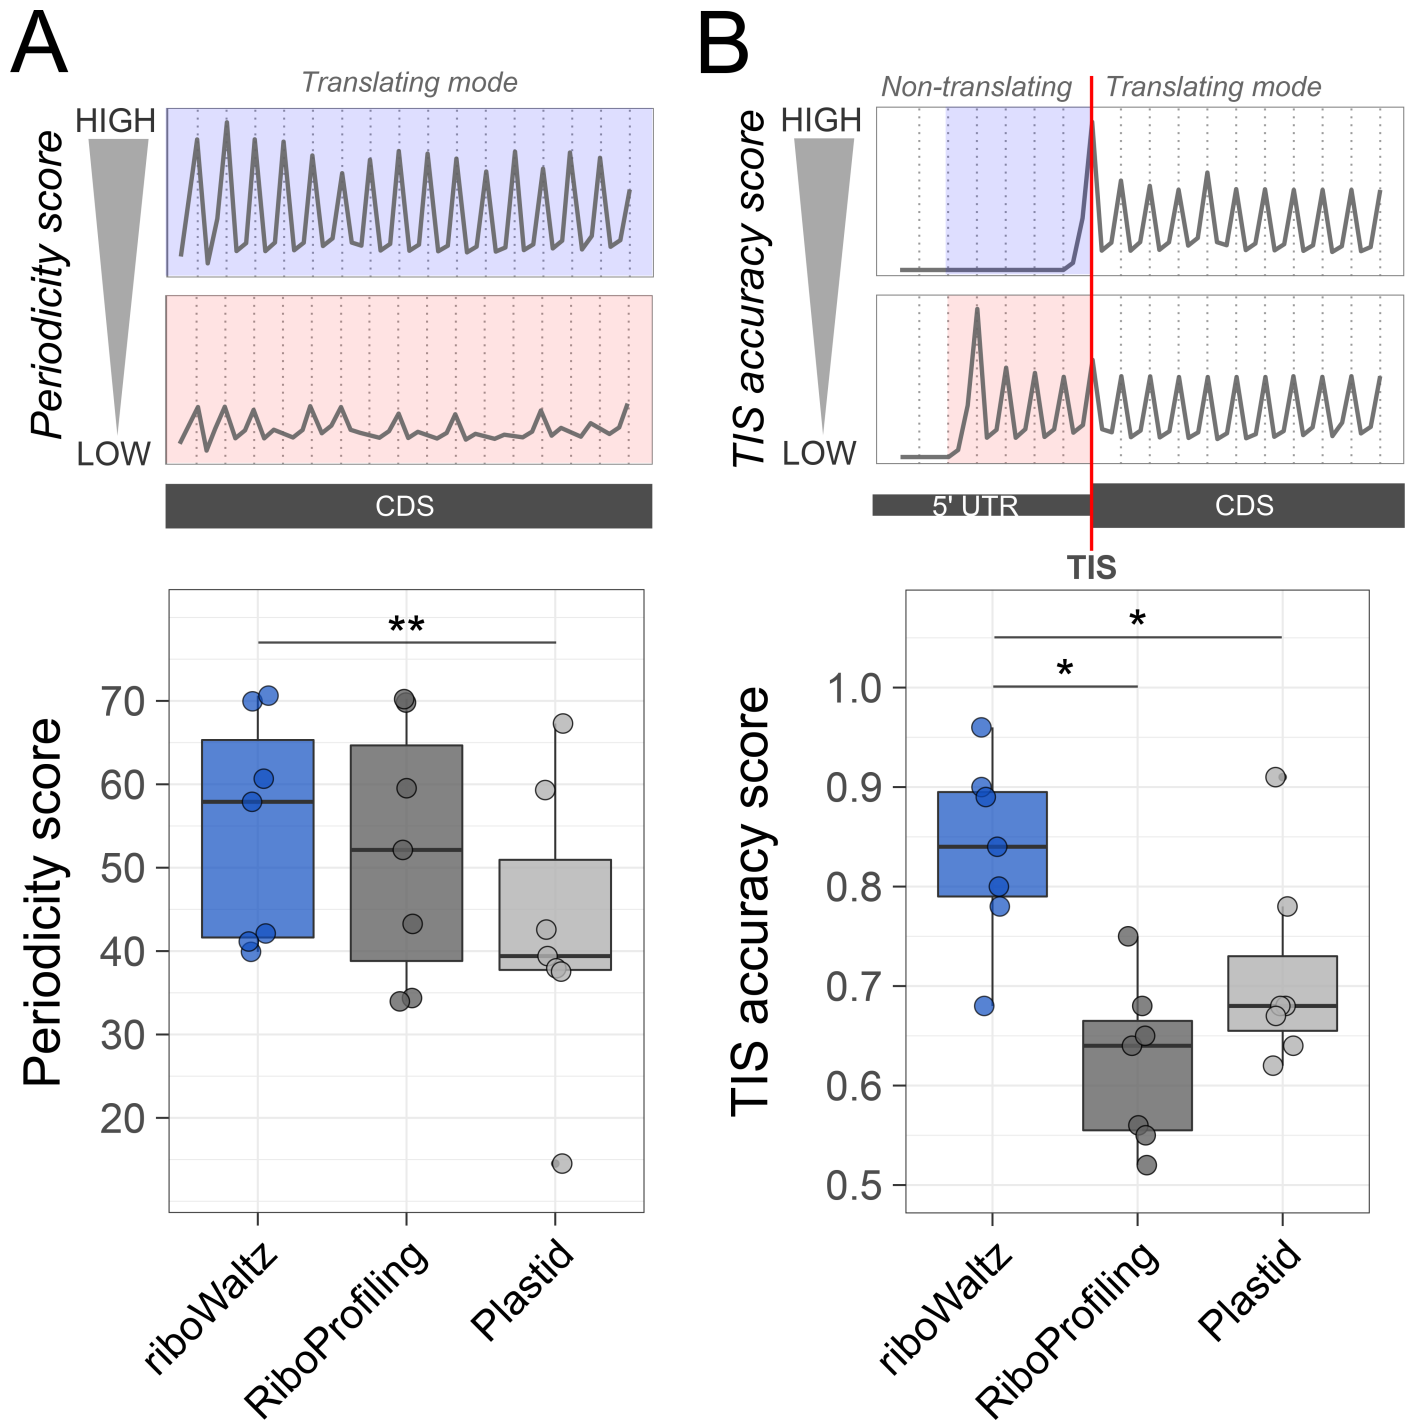 A
Translating mode
HIGH
Periodicity score
LOW
CDS
**
70
60
50
40
30
20
Periodicity score
riboWaltz
RiboProfiling
Plastid
B
Non-translating
Translating mode
HIGH
TIS accuracy score
LOW
5' UTR
CDS
TIS
*
*
1.0
0.9
0.8
0.7
0.6
0.5
TIS accuracy score
riboWaltz
RiboProfiling
Plastid